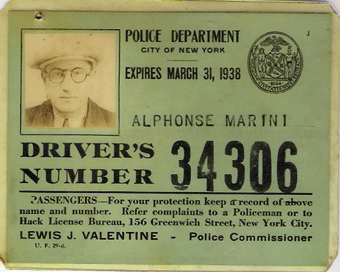 POLICE DEPARTMENT
CITY OF NEW YORK
EXPIRES MARCH 31, 1938
ALPHONSE MARINI
DRIVER'S
NUMBER 34306
PASSENGERS—For your protection keep a record of above
name and number. Refer complaints to a Policeman or to
Hack License Bureau, 156 Greenwich Street, New York City.
LEWIS J. VALENTINE - Police Commissioner
U. F. 29-d.